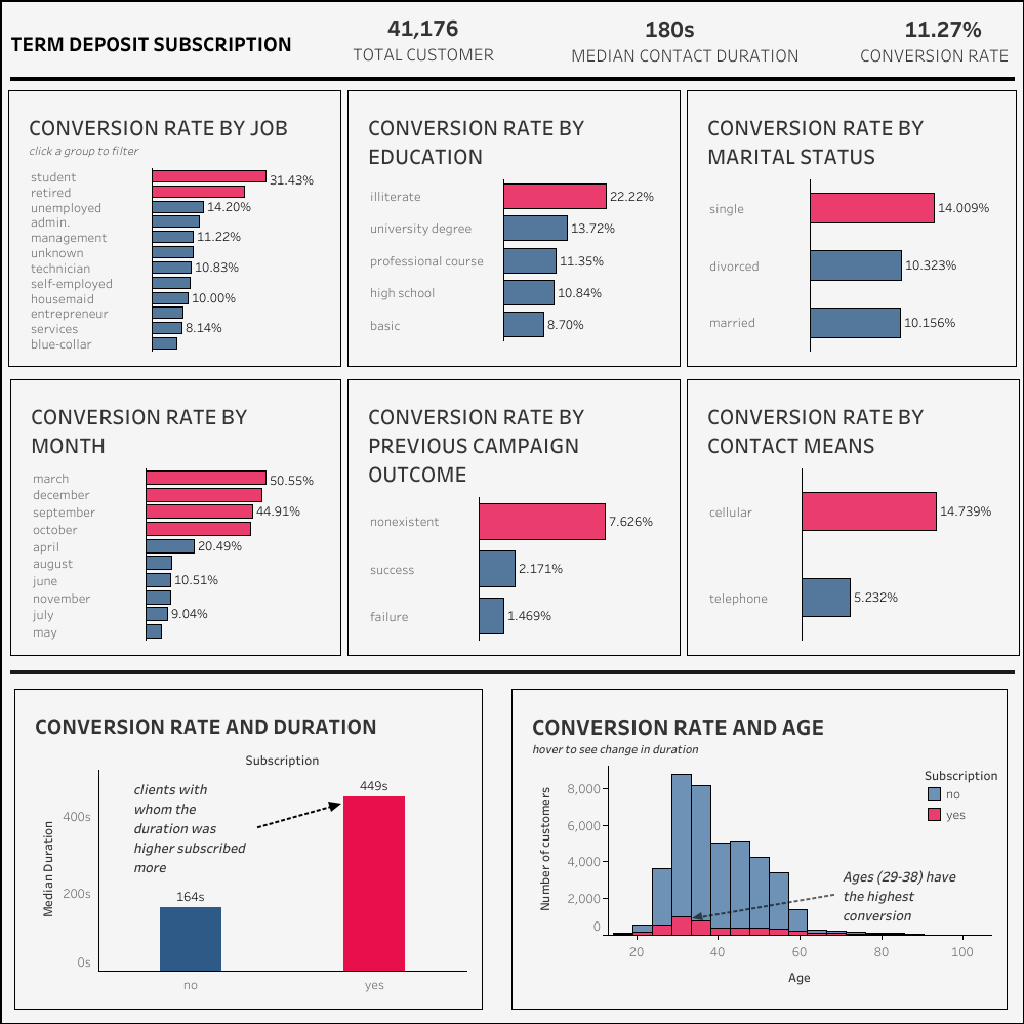 TERM DEPOSIT SUBSCRIPTION
41,176
TOTAL CUSTOMER
180s
MEDIAN CONTACT DURATION
11.27%
CONVERSION RATE
CONVERSION RATE BY JOB
click a group to filter
student 31.43%
retired
unemployed 14.20%
admin.
management 11.22%
unknown
technician 10.83%
self-employed
housemaid 10.00%
entrepreneur
services 8.14%
blue-collar
CONVERSION RATE BY
EDUCATION
illiterate 22.22%
university degree 13.72%
professional course 11.35%
high school 10.84%
basic 8.70%
CONVERSION RATE BY
MARITAL STATUS
single 14.009%
divorced 10.323%
married 10.156%
CONVERSION RATE BY
MONTH
march 50.55%
december
september 44.91%
october
april 20.49%
august
june 10.51%
november
july 9.04%
may
CONVERSION RATE BY
PREVIOUS CAMPAIGN
OUTCOME
nonexistent 7.626%
success 2.171%
failure 1.469%
CONVERSION RATE BY
CONTACT MEANS
cellular 14.739%
telephone 5.232%
CONVERSION RATE AND DURATION
Subscription
clients with
whom the
duration was
higher subscribed
more
449s
164s
Median Duration
400s
200s
0s
no yes
CONVERSION RATE AND AGE
hover to see change in duration
Subscription
no
yes
Number of customers
8,000
6,000
4,000
2,000
0
Ages (29-38) have
the highest
conversion
20 40 60 80 100
Age